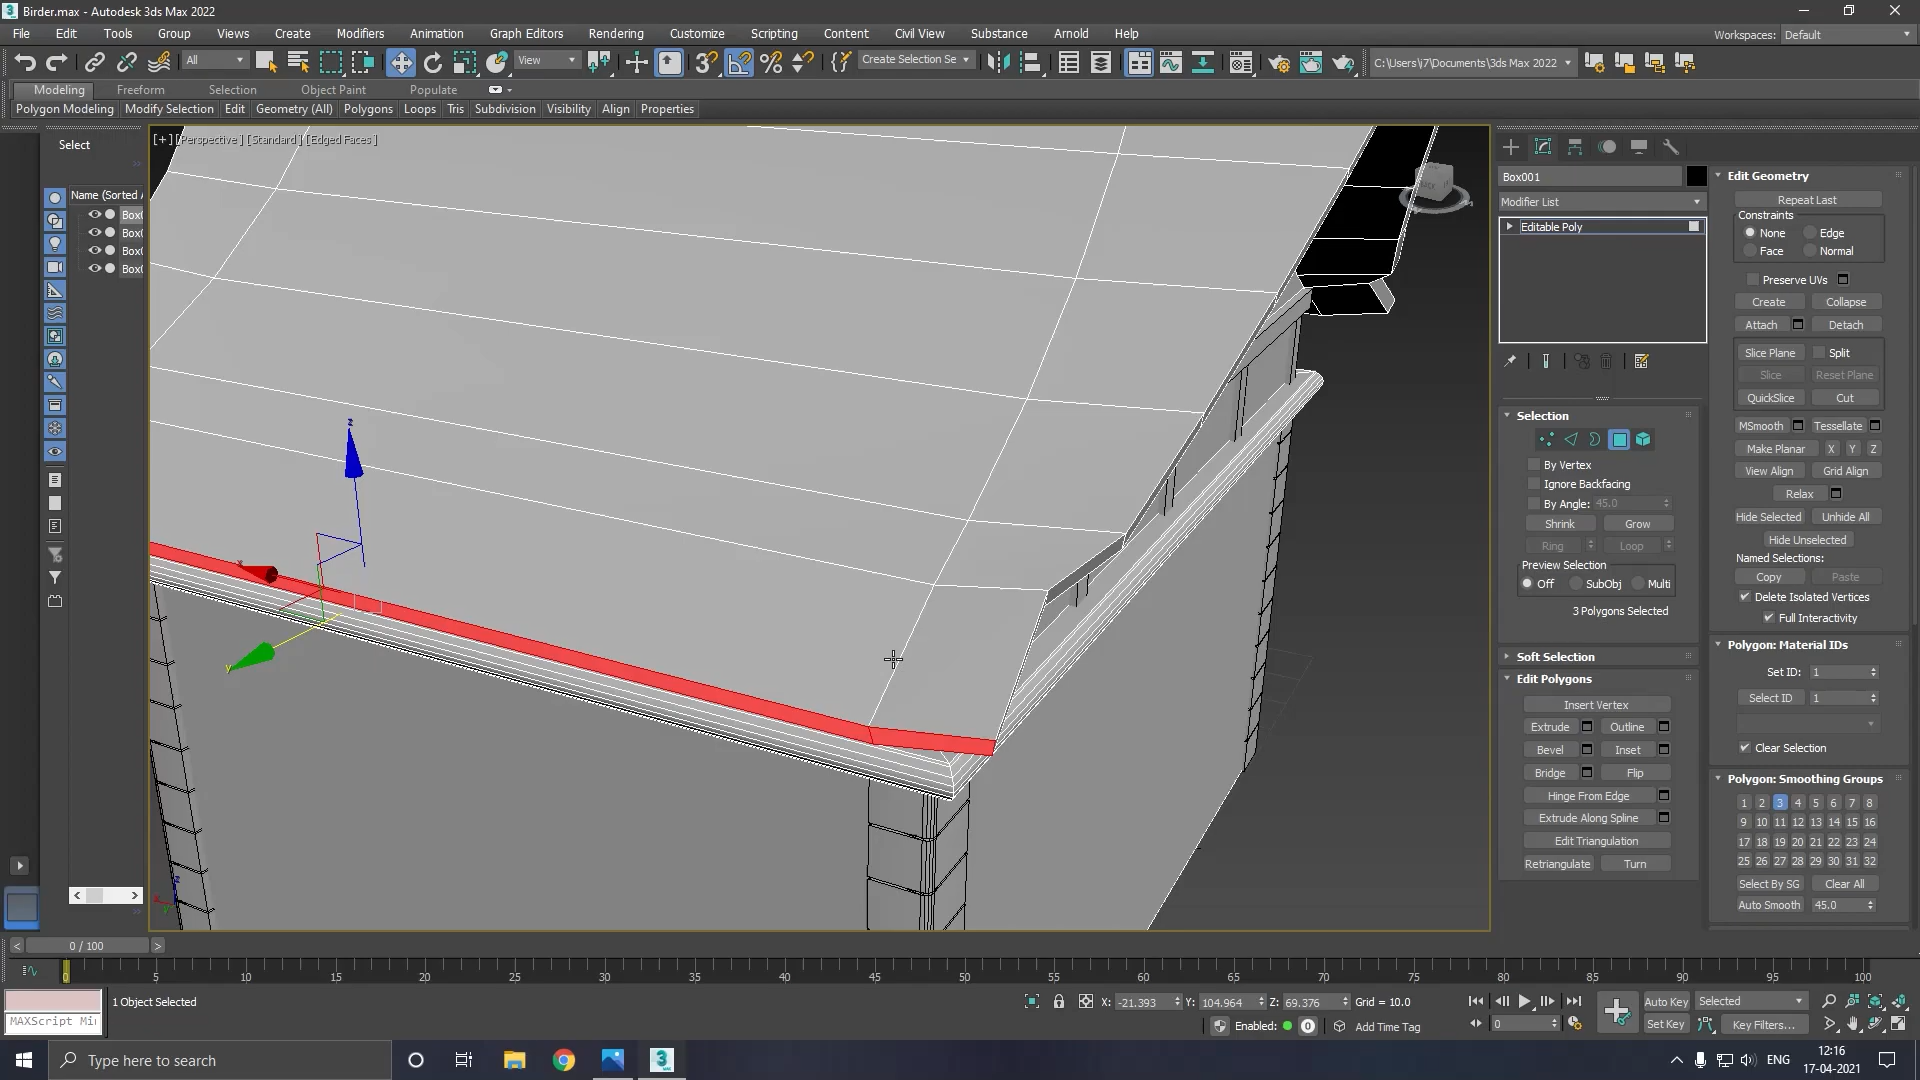 Birder.max - Autodesk 3ds Max 2022
File Edit Tools Group Views Create Modifiers Animation Graph Editors Rendering Customize Scripting Content Civil View Substance Arnold Help
Workspaces: Default
All View Create Selection Se C:\Users\i7\Documents\3ds Max 2022
Modeling Freeform Selection Object Paint Populate
Polygon Modeling Modify Selection Edit Geometry (All) Polygons Loops Tris Subdivision Visibility Align Properties
Select
Name (Sorted A
Box0
Box0
Box0
Box0
[+] [Perspective ] [Standard ] [Edged Faces ]
z
x
y
Box001
Modifier List
Editable Poly
Selection
By Vertex
Ignore Backfacing
By Angle: 45.0
Shrink Grow
Ring Loop
Preview Selection
Off SubObj Multi
3 Polygons Selected
Soft Selection
Edit Polygons
Insert Vertex
Extrude Outline
Bevel Inset
Bridge Flip
Hinge From Edge
Extrude Along Spline
Edit Triangulation
Retriangulate Turn
Edit Geometry
Repeat Last
Constraints
None Edge
Face Normal
Preserve UVs
Create Collapse
Attach Detach
Slice Plane Split
Slice Reset Plane
QuickSlice Cut
MSmooth Tessellate
Make Planar X Y Z
View Align Grid Align
Relax
Hide Selected Unhide All
Hide Unselected
Named Selections:
Copy Paste
Delete Isolated Vertices
Full Interactivity
Polygon: Material IDs
Set ID: 1
Select ID 1
Clear Selection
Polygon: Smoothing Groups
1 2 3 4 5 6 7 8
9 10 11 12 13 14 15 16
17 18 19 20 21 22 23 24
25 26 27 28 29 30 31 32
Select By SG Clear All
Auto Smooth 45.0
< 0 / 100 >
0 5 10 15 20 25 30 35 40 45 50 55 60 65 70 75 80 85 90 95 100
1 Object Selected
X: -21.393 Y: 104.964 Z: 69.376 Grid = 10.0
Auto Key Selected
MAXScript Mi
Enabled: 0 Add Time Tag
0 Set Key Key Filters...
Type here to search
ENG
12:16
17-04-2021